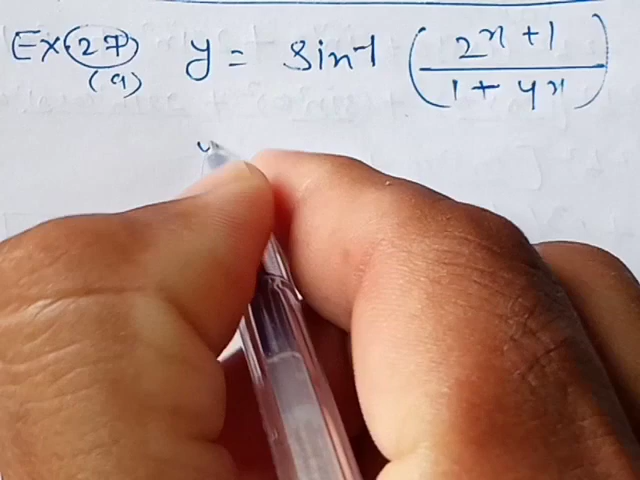 Ex (27) y = sin⁻¹ (2ˣ⁺¹ / 1 + 4ˣ)
(a)
y